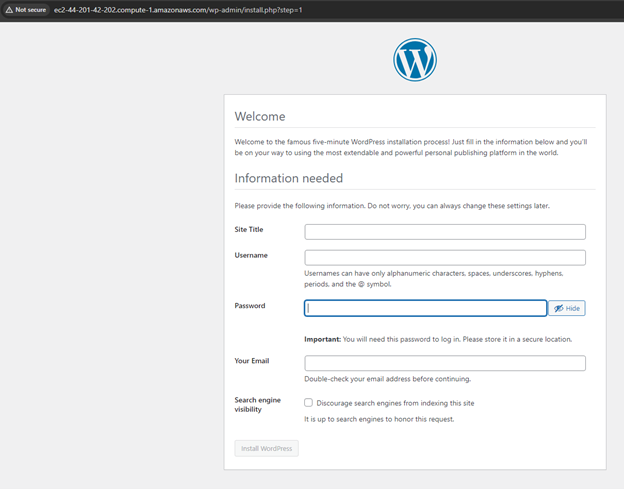 Not secure ec2-44-201-42-202.compute-1.amazonaws.com/wp-admin/install.php?step=1
Welcome
Welcome to the famous five-minute WordPress installation process! Just fill in the information below and you'll
be on your way to using the most extendable and powerful personal publishing platform in the world.
Information needed
Please provide the following information. Do not worry, you can always change these settings later.
Site Title
Username
Usernames can have only alphanumeric characters, spaces, underscores, hyphens,
periods, and the @ symbol.
Password
Hide
Important: You will need this password to log in. Please store it in a secure location.
Your Email
Double-check your email address before continuing.
Search engine
visibility
Discourage search engines from indexing this site
It is up to search engines to honor this request.
Install WordPress